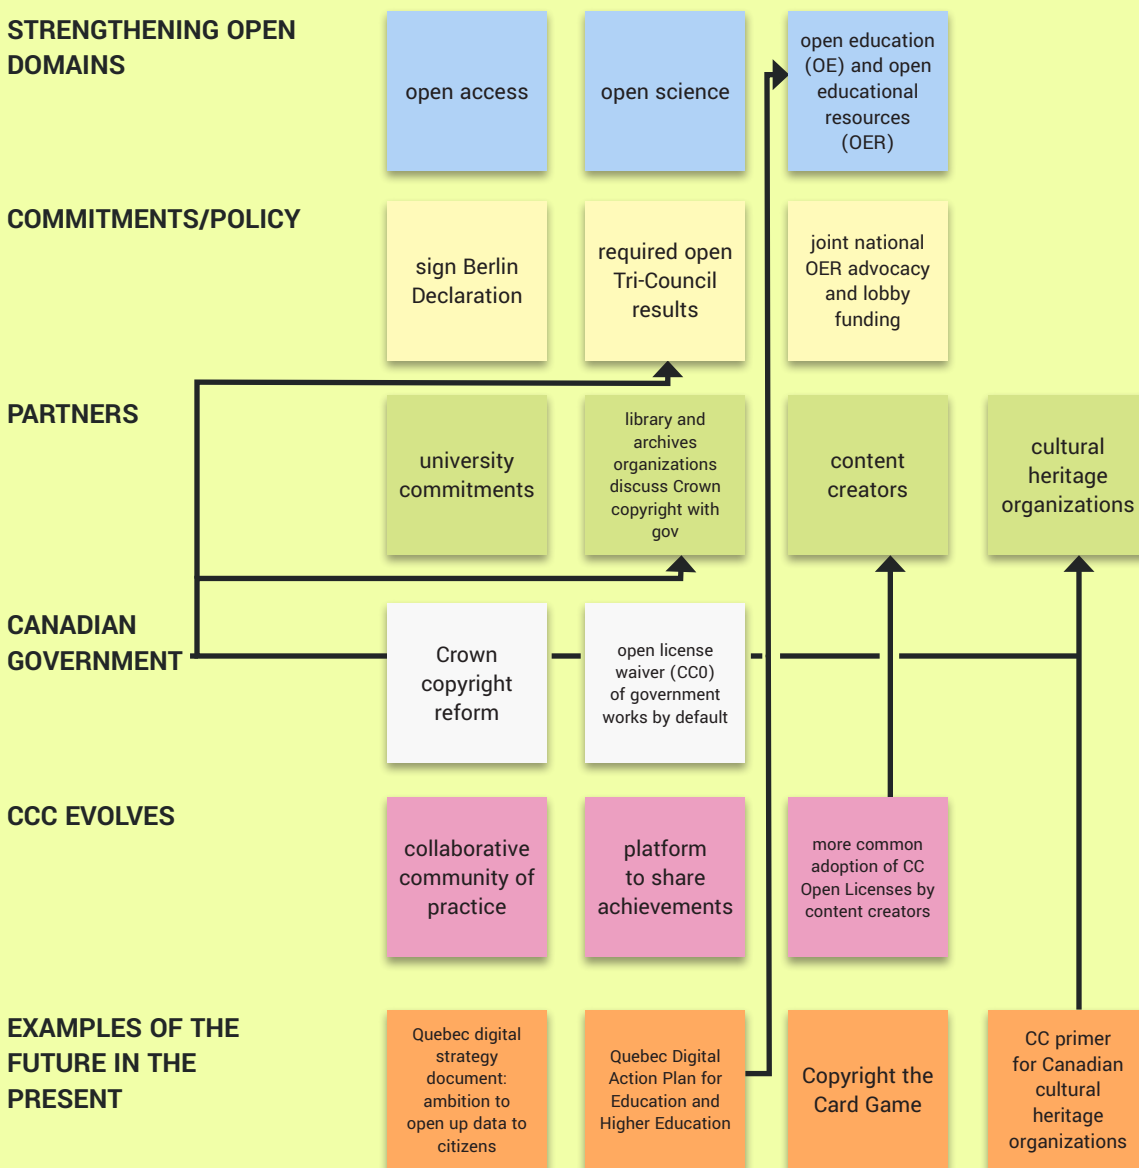 STRENGTHENING OPEN
DOMAINS
open access
open science
open education
(OE) and open
educational
resources
(OER)
COMMITMENTS/POLICY
sign Berlin
Declaration
required open
Tri-Council
results
joint national
OER advocacy
and lobby
funding
PARTNERS
university
commitments
library and
archives
organizations
discuss Crown
copyright with
gov
content
creators
cultural
heritage
organizations
CANADIAN
GOVERNMENT
Crown
copyright
reform
open license
waiver (CC0)
of government
works by default
CCC EVOLVES
collaborative
community of
practice
platform
to share
achievements
more common
adoption of CC
Open Licenses by
content creators
EXAMPLES OF THE
FUTURE IN THE
PRESENT
Quebec digital
strategy
document:
ambition to
open up data to
citizens
Quebec Digital
Action Plan for
Education and
Higher Education
Copyright the
Card Game
CC primer
for Canadian
cultural
heritage
organizations